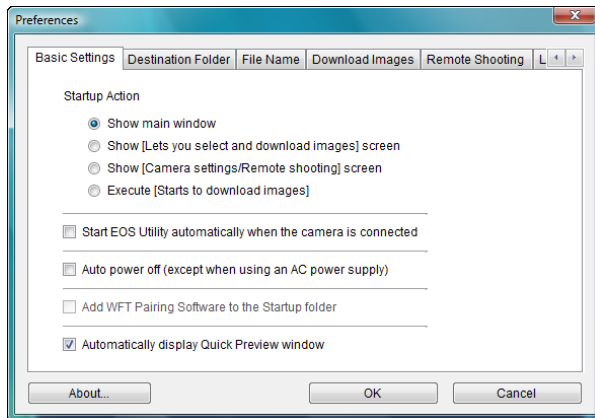 Preferences
Basic Settings Destination Folder File Name Download Images Remote Shooting L
Startup Action
Show main window
Show [Lets you select and download images] screen
Show [Camera settings/Remote shooting] screen
Execute [Starts to download images]
Start EOS Utility automatically when the camera is connected
Auto power off (except when using an AC power supply)
Add WFT Pairing Software to the Startup folder
Automatically display Quick Preview window
About... OK Cancel